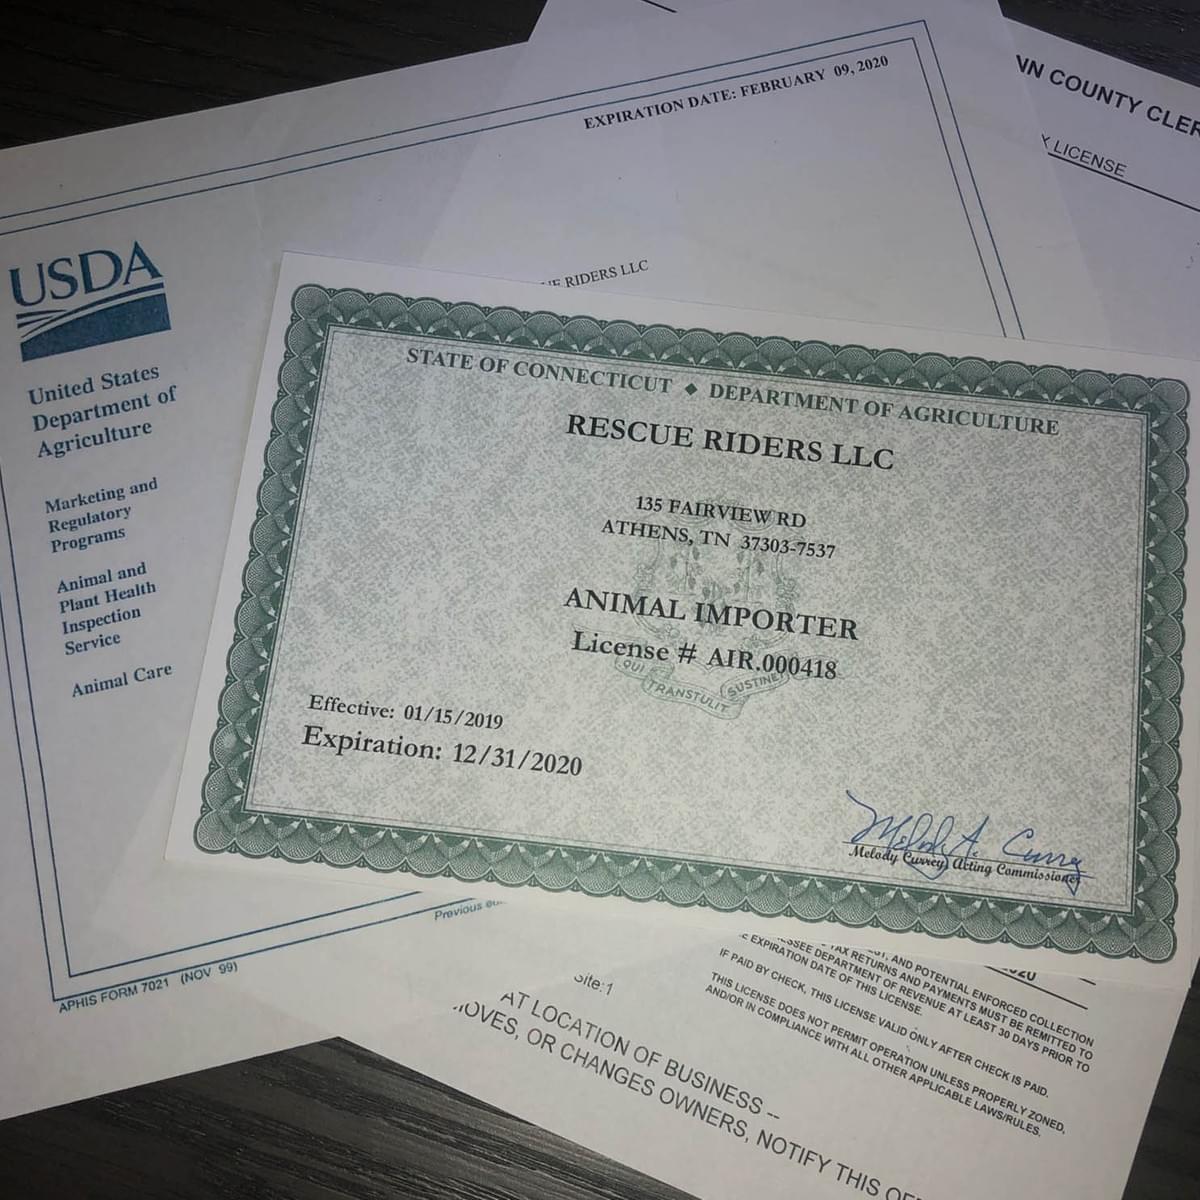 VN COUNTY CLER
LICENSE
EXPIRATION DATE: FEBRUARY 09, 2020
USDA
United States
Department of
Agriculture
Marketing and
Regulatory
Programs
Animal and
Plant Health
Inspection
Service
Animal Care
RIDERS LLC
STATE OF CONNECTICUT ◆ DEPARTMENT OF AGRICULTURE
RESCUE RIDERS LLC
135 FAIRVIEW RD
ATHENS, TN 37303-7537
ANIMAL IMPORTER
License # AIR.000418
QUI TRANSTULIT SUSTINET
Effective: 01/15/2019
Expiration: 12/31/2020
Melody A. Currey
Melody Currey, Acting Commissioner
Previous
APHIS FORM 7021 (NOV 99)
Site:1
AT LOCATION OF BUSINESS --
OVES, OR CHANGES OWNERS, NOTIFY THIS OF
AND POTENTIAL ENFORCED COLLECTION
TAX RETURNS AND PAYMENTS MUST BE REMITTED TO
SSEE DEPARTMENT OF REVENUE AT LEAST 30 DAYS PRIOR TO
EXPIRATION DATE OF THIS LICENSE.
IF PAID BY CHECK, THIS LICENSE VALID ONLY AFTER CHECK IS PAID.
THIS LICENSE DOES NOT PERMIT OPERATION UNLESS PROPERLY ZONED,
AND/OR IN COMPLIANCE WITH ALL OTHER APPLICABLE LAWS/RULES.